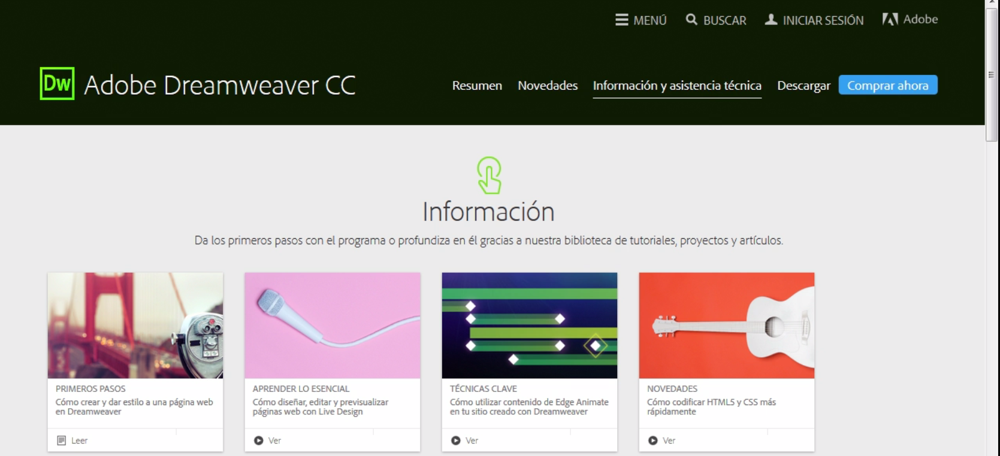 MENÚ BUSCAR INICIAR SESIÓN Adobe
Dw Adobe Dreamweaver CC
Resumen Novedades Información y asistencia técnica Descargar Comprar ahora
Información
Da los primeros pasos con el programa o profundiza en él gracias a nuestra biblioteca de tutoriales, proyectos y artículos.
PRIMEROS PASOS
Cómo crear y dar estilo a una página web
en Dreamweaver
Leer
APRENDER LO ESENCIAL
Cómo diseñar, editar y previsualizar
páginas web con Live Design
Ver
TÉCNICAS CLAVE
Cómo utilizar contenido de Edge Animate
en tu sitio creado con Dreamweaver
Ver
NOVEDADES
Cómo codificar HTML5 y CSS más
rápidamente
Ver